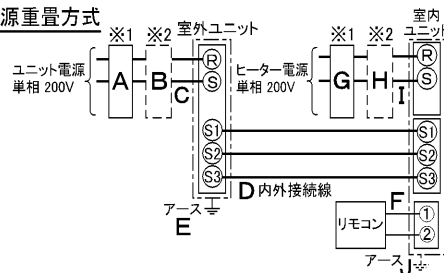 源重畳方式
※1 ※2 室外ユニット
ユニット電源
単相 200V
A B C R S
S1
S2
S3
アース
E
D 内外接続線
※1 ※2 室内
ユニット
ヒーター電源
単相 200V
G H I R S
S1
S2
S3
リモコン
F ① ②
アース
J